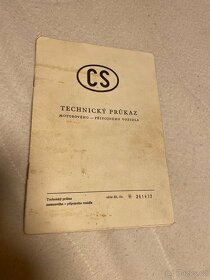 CS
TECHNICKÝ PRŮKAZ
MOTOROVÉHO — PŘÍPOJNÉHO VOZIDLA
Technický průkaz
motorového - přípojného vozidla